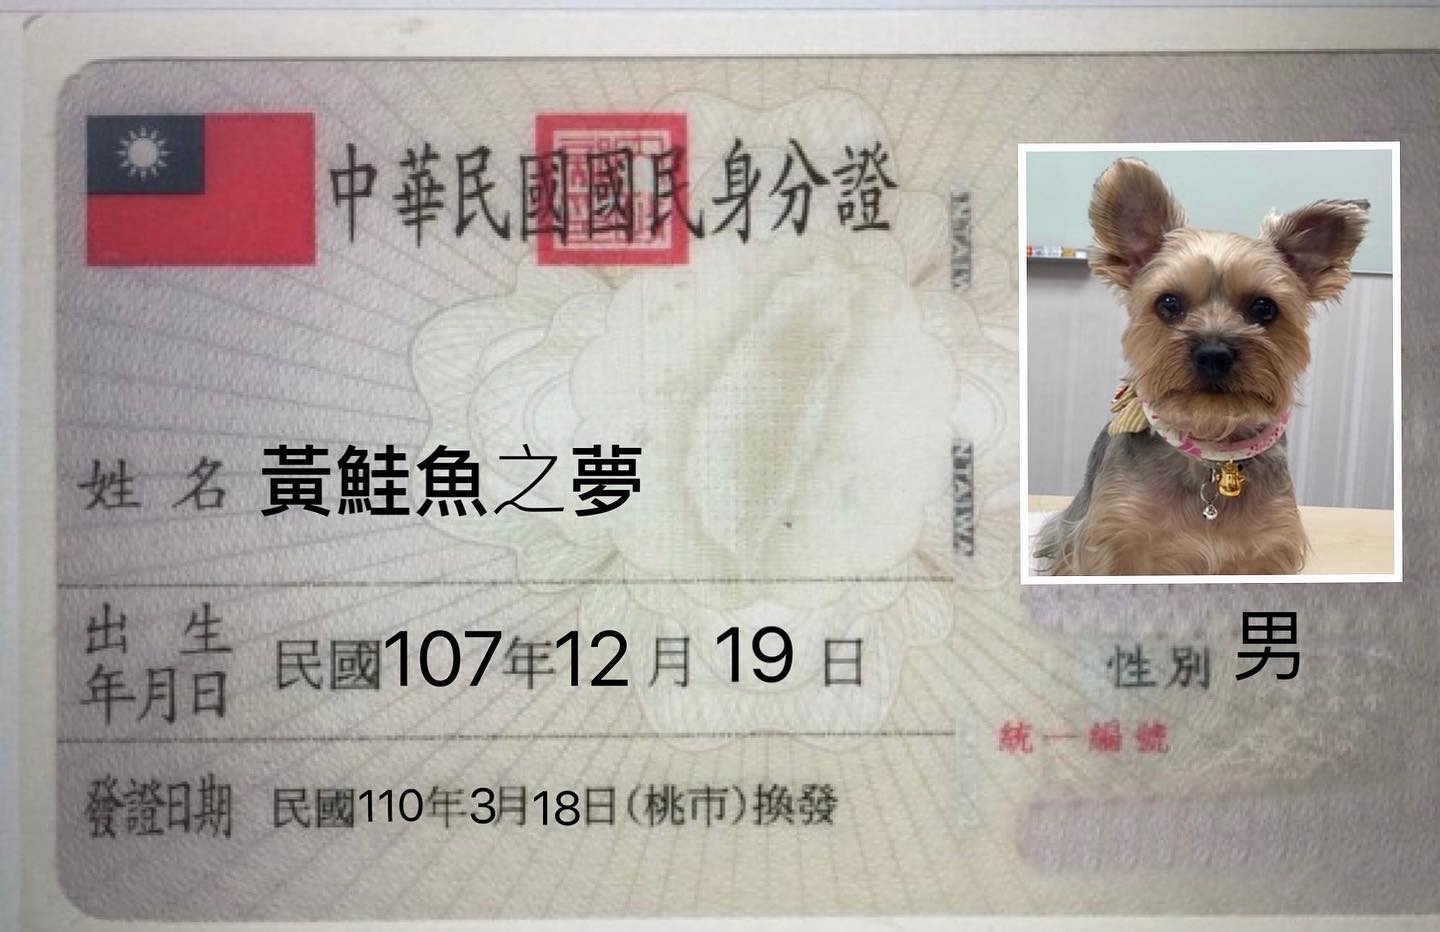 中華民國國民身分證
姓名 黃鮭魚之夢
出生年月日 民國107年12月19日
性別 男
統一編號
發證日期 民國110年3月18日(桃市)換發